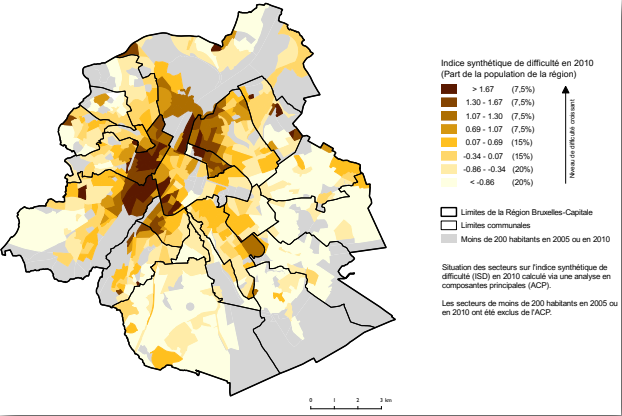 Indice synthétique de difficulté en 2010
(Part de la population de la région)
> 1.67 (7,5%)
1.30 - 1.67 (7,5%)
1.07 - 1.30 (7,5%)
0.69 - 1.07 (7,5%)
0.07 - 0.69 (15%)
-0.34 - 0.07 (15%)
-0.86 - -0.34 (20%)
< -0.86 (20%)
Niveau de difficulté croissant
Limites de la Région Bruxelles-Capitale
Limites communales
Moins de 200 habitants en 2005 ou en 2010
Situation des secteurs sur l'indice synthétique de
difficulté (ISD) en 2010 calculé via une analyse en
composantes principales (ACP).
Les secteurs de moins de 200 habitants en 2005 ou
en 2010 ont été exclus de l'ACP.
0 1 2 3 km